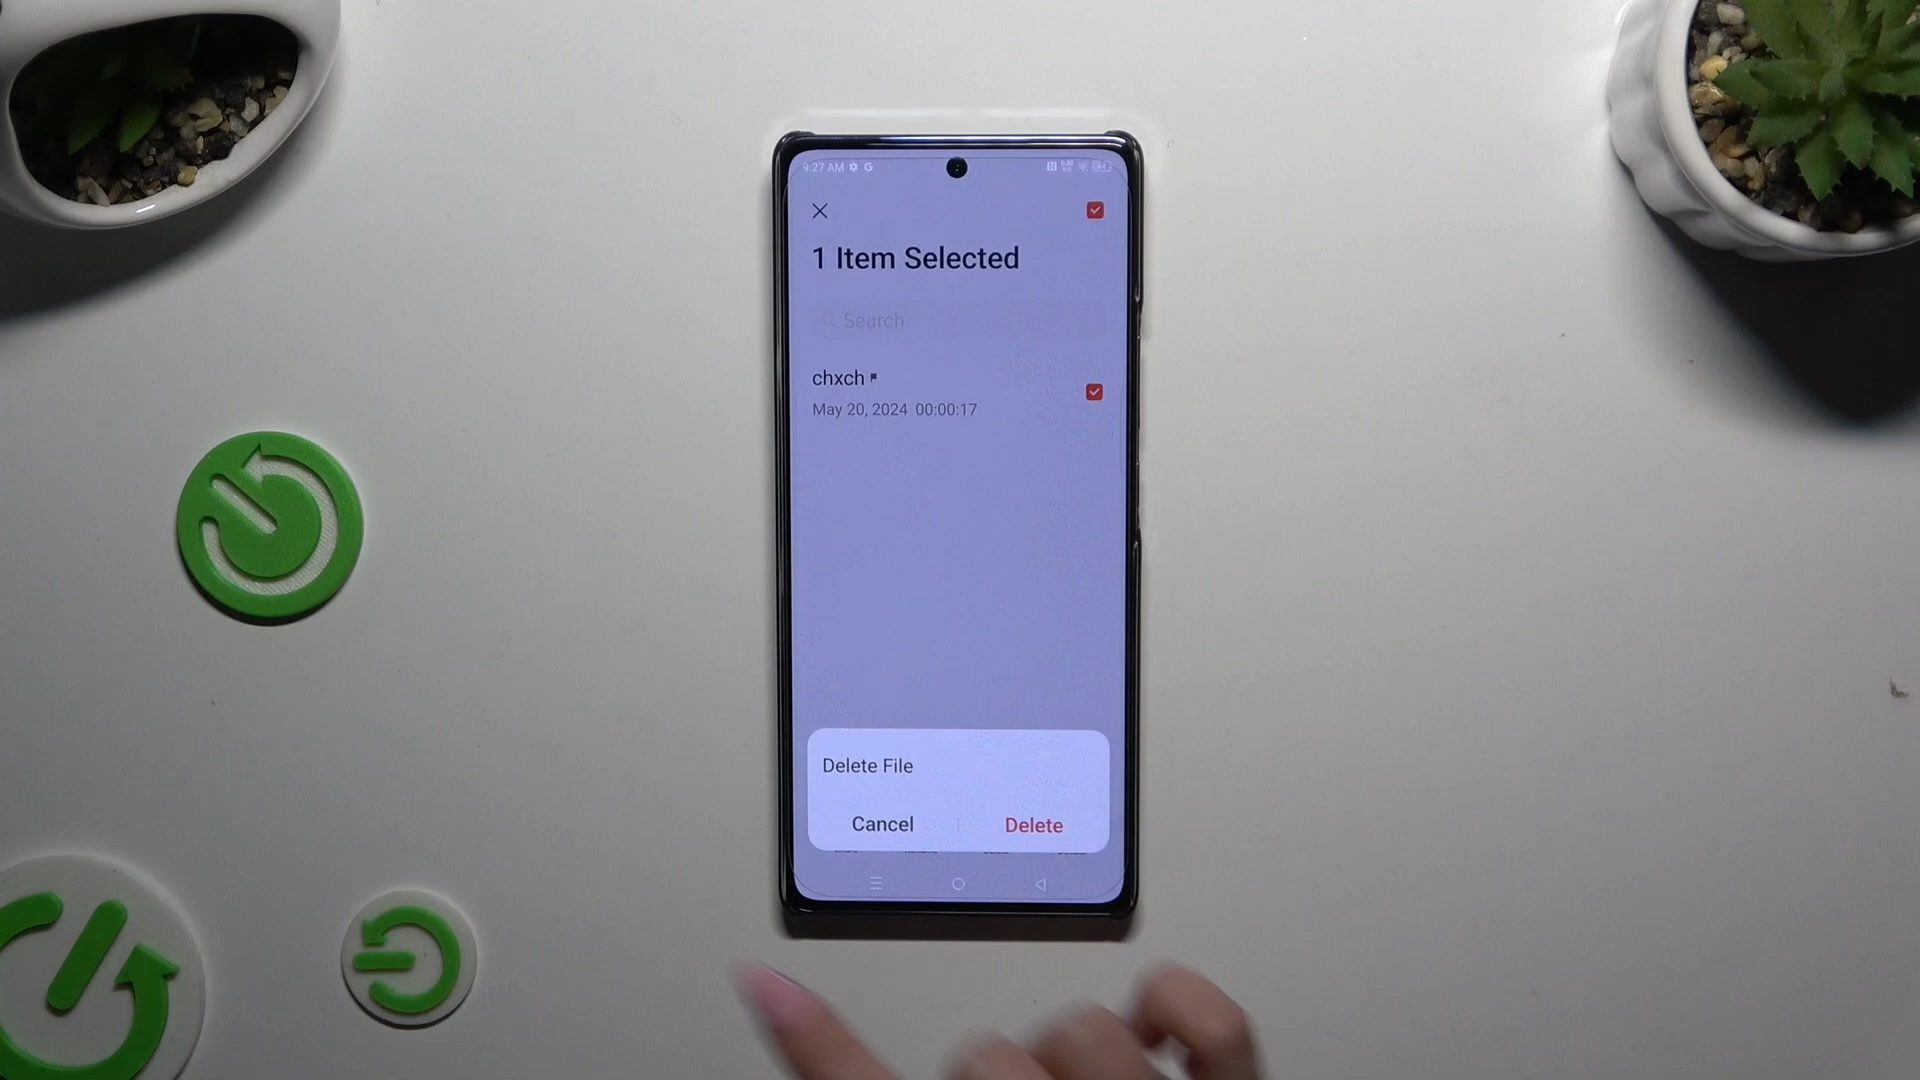 9:27 AM G
1 Item Selected
Search
chxch
May 20, 2024 00:00:17
Delete File
Cancel
Delete